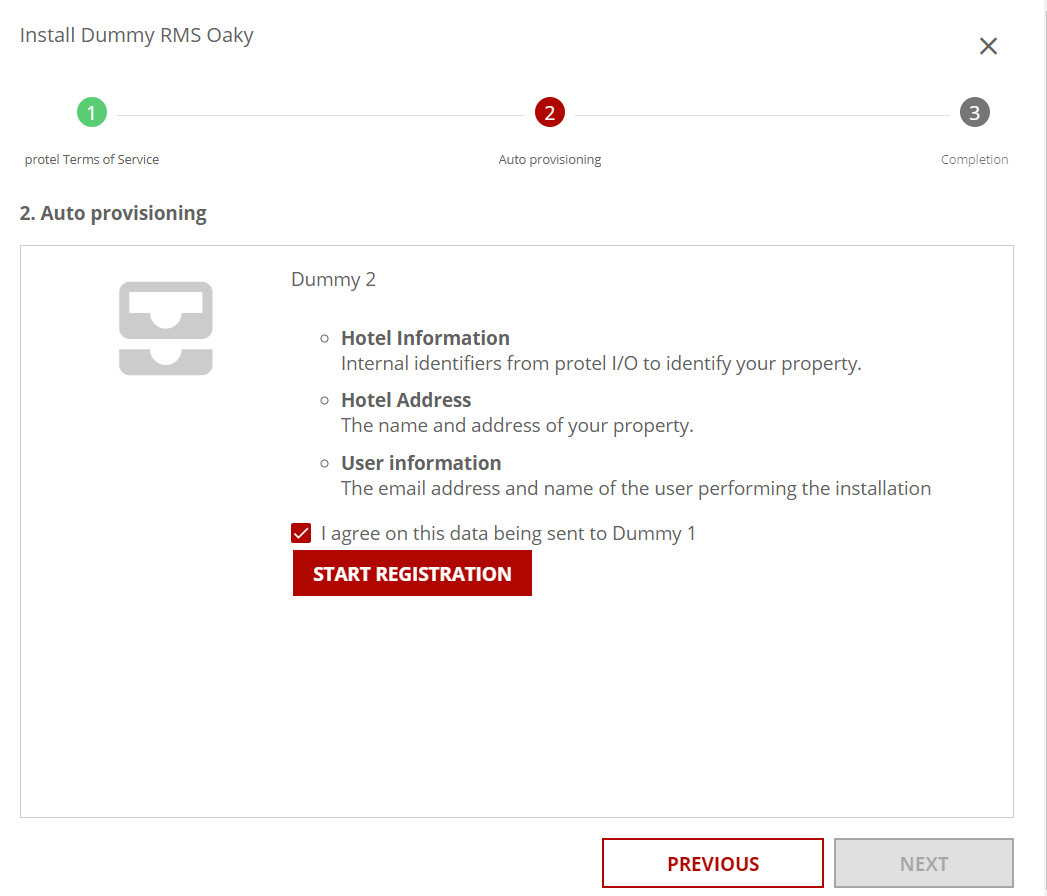 Install Dummy RMS Oaky
1
2
3
protel Terms of Service
Auto provisioning
Completion
2. Auto provisioning
Dummy 2
Hotel Information
Internal identifiers from protel I/O to identify your property.
Hotel Address
The name and address of your property.
User information
The email address and name of the user performing the installation
I agree on this data being sent to Dummy 1
START REGISTRATION
PREVIOUS
NEXT